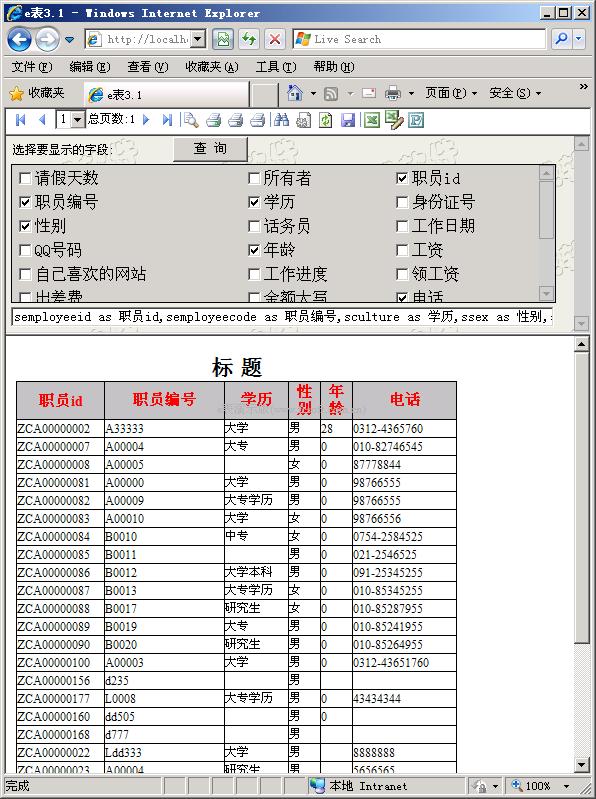 e表3.1 - Windows Internet Explorer
http://localh
Live Search
文件(F) 编辑(E) 查看(V) 收藏夹(A) 工具(T) 帮助(H)
收藏夹 e表3.1 页面(P) 安全(S) »
1 总页数:1
选择要显示的字段: 查 询
请假天数 所有者 职员id
职员编号 学历 身份证号
性别 话务员 工作日期
QQ号码 年龄 工资
自己喜欢的网站 工作进度 领工资
出差费 金额大写 电话
semployeeid as 职员id,semployeecode as 职员编号,sculture as 学历,ssex as 性别,
标 题
职员id 职员编号 学历 性别 年龄 电话
ZCA00000002 A33333 大学 男 28 0312-4365760
ZCA00000007 A00004 大专 男 0 010-82746545
ZCA00000008 A00005 女 0 87778844
ZCA00000081 A00000 大学 男 0 98766555
ZCA00000082 A00009 大专学历 男 0 98766555
ZCA00000083 A00010 大学 女 0 98766556
ZCA00000084 B0010 中专 女 0 0754-2584525
ZCA00000085 B0011 男 0 021-2546525
ZCA00000086 B0012 大学本科 男 0 091-25345255
ZCA00000087 B0013 大专学历 女 0 010-85345255
ZCA00000088 B0017 研究生 女 0 010-85287955
ZCA00000089 B0019 大专 男 0 010-85241955
ZCA00000090 B0020 研究生 男 0 010-85264955
ZCA00000100 A00003 大学 男 0 0312-43651760
ZCA00000156 d235 男
ZCA00000177 L0008 大专学历 男 0 43434344
ZCA00000160 dd505 男 0
ZCA00000168 d777 男
ZCA00000022 Ldd333 大学 男 8888888
ZCA00000023 A00004 研究生 男 5656565
完成 本地 Intranet 100%